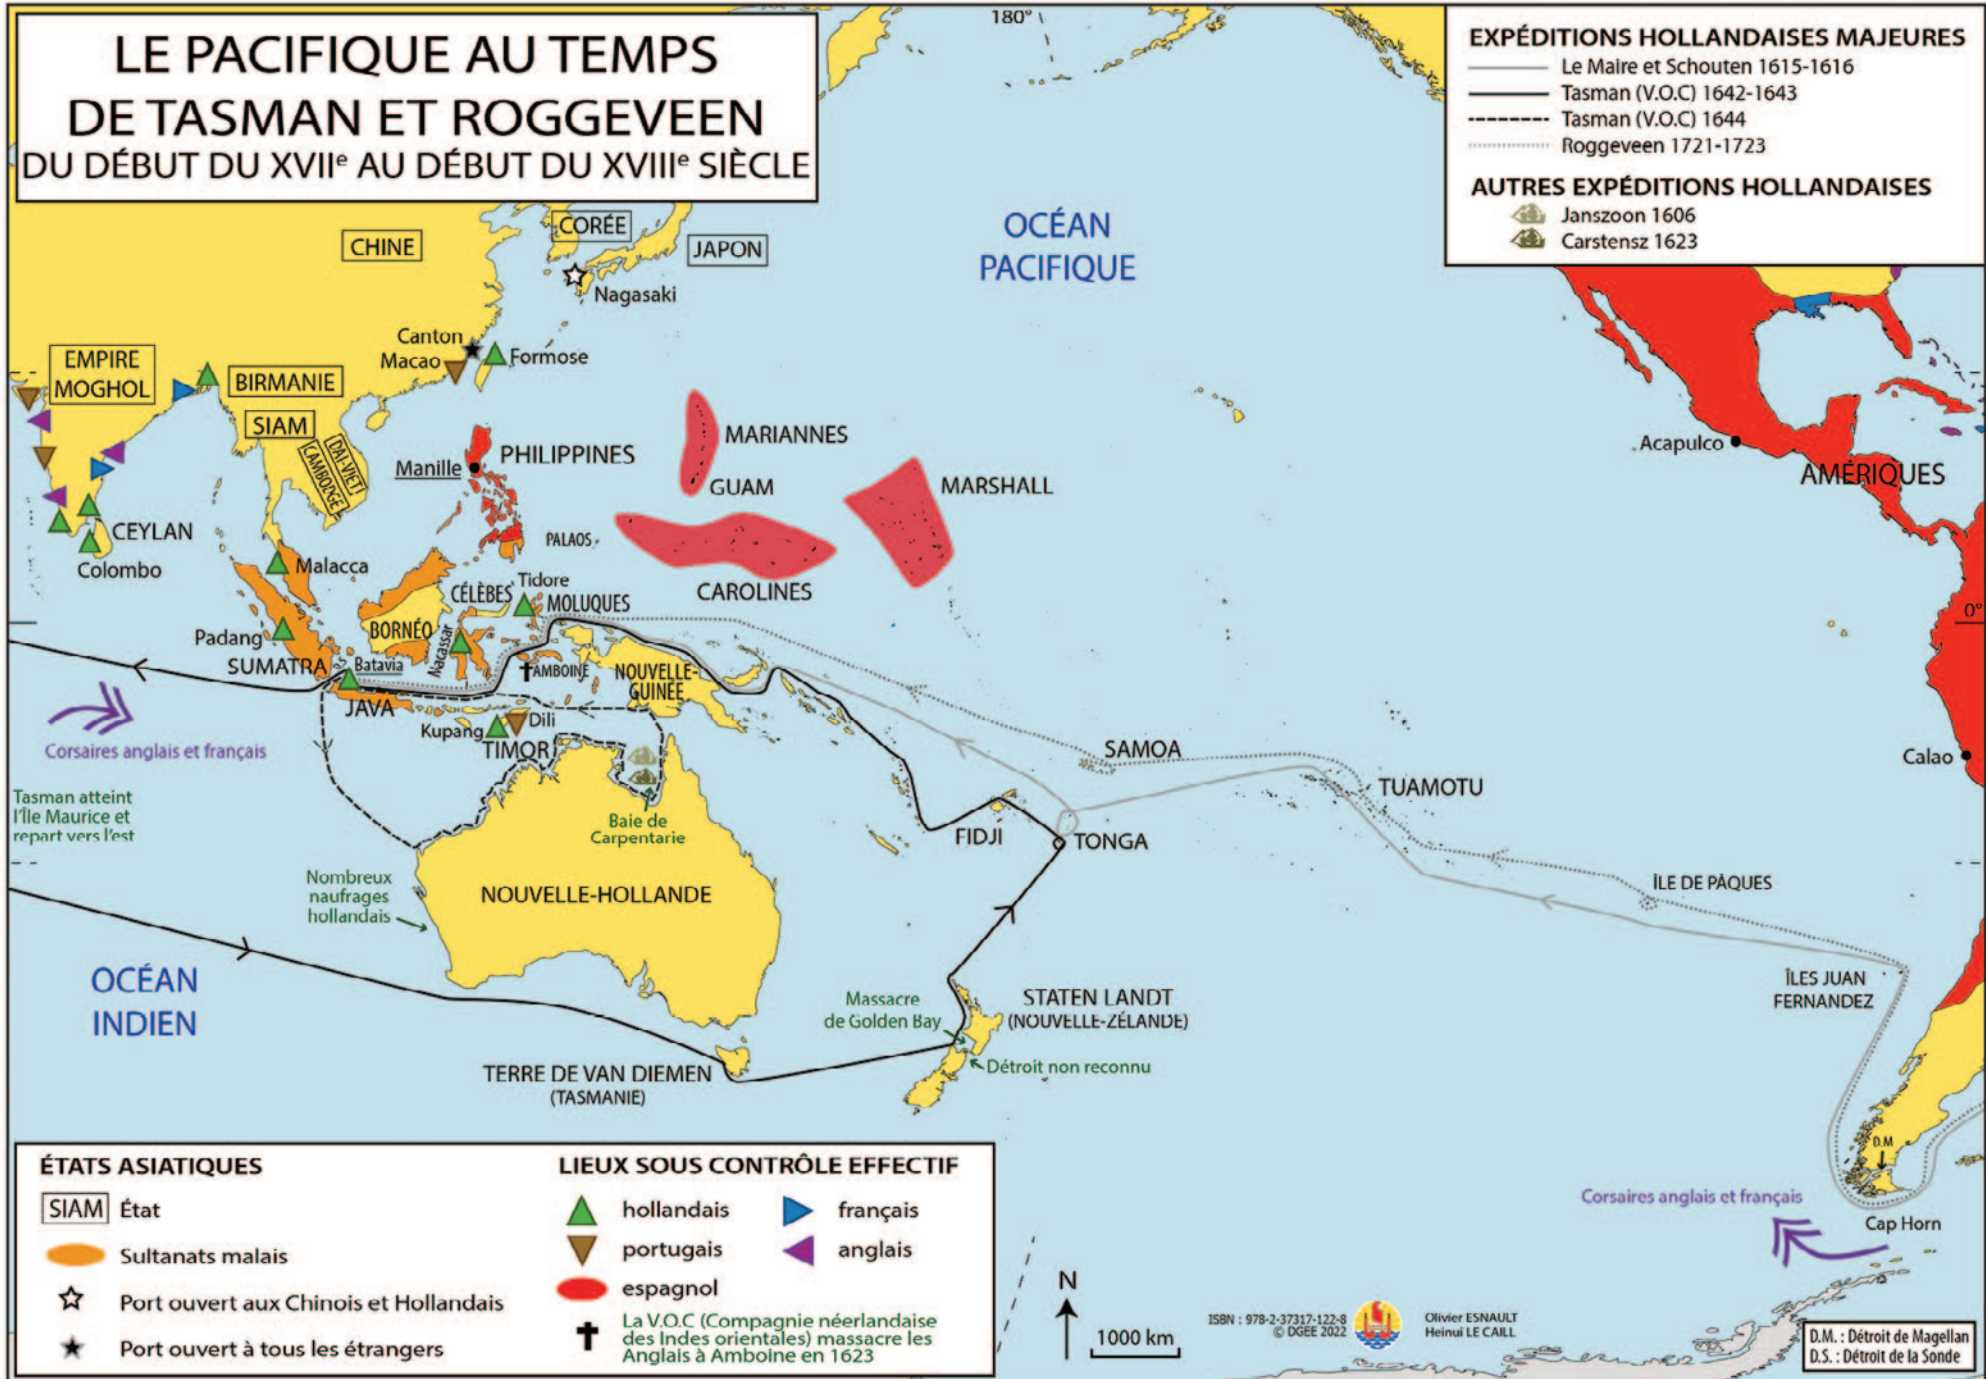 LE PACIFIQUE AU TEMPS
DE TASMAN ET ROGGEVEEN
DU DÉBUT DU XVIIᵉ AU DÉBUT DU XVIIIᵉ SIÈCLE
180°
EXPÉDITIONS HOLLANDAISES MAJEURES
Le Maire et Schouten 1615-1616
Tasman (V.O.C) 1642-1643
Tasman (V.O.C) 1644
Roggeveen 1721-1723
AUTRES EXPÉDITIONS HOLLANDAISES
Janszoon 1606
Carstensz 1623
OCÉAN
PACIFIQUE
CHINE
CORÉE
JAPON
Nagasaki
Canton
Macao
Formose
EMPIRE
MOGHOL
BIRMANIE
SIAM
DAI-VIET
CAMBODGE
Manille
PHILIPPINES
MARIANNES
GUAM
MARSHALL
Acapulco
AMÉRIQUES
CEYLAN
Colombo
Malacca
PALAOS
CAROLINES
Tidore
CÉLÈBES
MOLUQUES
BORNÉO
Nacassar
Padang
SUMATRA
D.S
Batavia
AMBOINE
NOUVELLE-
GUINÉE
JAVA
Kupang
Dili
TIMOR
0°
Corsaires anglais et français
Tasman atteint
l'Île Maurice et
repart vers l'est
Baie de
Carpentarie
SAMOA
TUAMOTU
Calao
FIDJI
TONGA
Nombreux
naufrages
hollandais
NOUVELLE-HOLLANDE
ÎLE DE PÂQUES
OCÉAN
INDIEN
Massacre
de Golden Bay
STATEN LANDT
(NOUVELLE-ZÉLANDE)
Détroit non reconnu
ÎLES JUAN
FERNANDEZ
TERRE DE VAN DIEMEN
(TASMANIE)
D.M
Corsaires anglais et français
Cap Horn
ÉTATS ASIATIQUES
SIAM État
Sultanats malais
Port ouvert aux Chinois et Hollandais
Port ouvert à tous les étrangers
LIEUX SOUS CONTRÔLE EFFECTIF
hollandais
français
portugais
anglais
espagnol
La V.O.C (Compagnie néerlandaise
des Indes orientales) massacre les
Anglais à Amboine en 1623
N
1000 km
ISBN : 978-2-37317-122-8
© DGEE 2022
Olivier ESNAULT
Heinui LE CAILL
D.M. : Détroit de Magellan
D.S. : Détroit de la Sonde